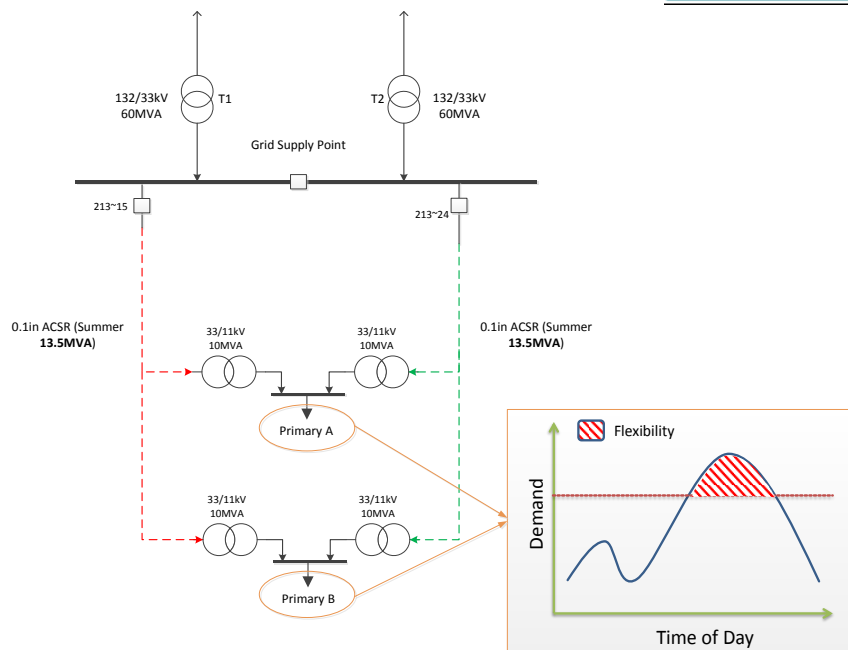 132/33kV
60MVA
T1
T2
132/33kV
60MVA
Grid Supply Point
213~15
213~24
0.1in ACSR (Summer
13.5MVA)
33/11kV
10MVA
33/11kV
10MVA
0.1in ACSR (Summer
13.5MVA)
Primary A
33/11kV
10MVA
33/11kV
10MVA
Primary B
Flexibility
Demand
Time of Day